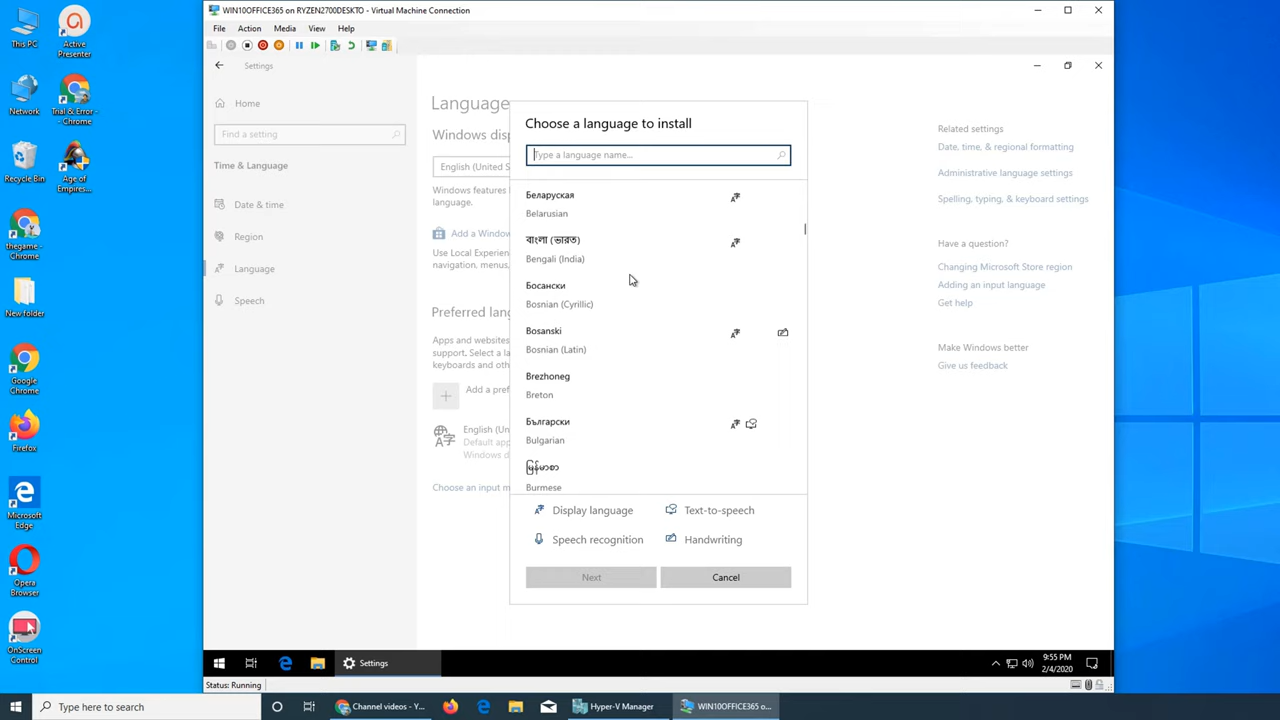 This PC
Active
Presenter
Network
Trial & Error -
- Chrome
Recycle Bin
Age of
Empires...
thegame -
Chrome
New folder
Google
Chrome
Firefox
Microsoft
Edge
Opera
Browser
OnScreen
Control
WIN10OFFICE365 on RYZEN2700DESKTO - Virtual Machine Connection
File Action Media View Help
Settings
Home
Find a setting
Time & Language
Date & time
Region
Language
Speech
Language
Windows disp
English (United S
Windows features
language.
Add a Window
Use Local Experien
navigation, menus,
Preferred lang
Apps and websites
support. Select a l
keyboards and oth
Add a pref
English (Un
Default app
Windows d
Choose an input m
Choose a language to install
Type a language name...
Беларуская
Belarusian
বাংলা (ভারত)
Bengali (India)
Босански
Bosnian (Cyrillic)
Bosanski
Bosnian (Latin)
Brezhoneg
Breton
Български
Bulgarian
မြန်မာစာ
Burmese
Display language
Text-to-speech
Speech recognition
Handwriting
Next
Cancel
Related settings
Date, time, & regional formatting
Administrative language settings
Spelling, typing, & keyboard settings
Have a question?
Changing Microsoft Store region
Adding an input language
Get help
Make Windows better
Give us feedback
Settings
9:55 PM
2/4/2020
Status: Running
Type here to search
Channel videos - Y...
Hyper-V Manager
WIN10OFFICE365 o...